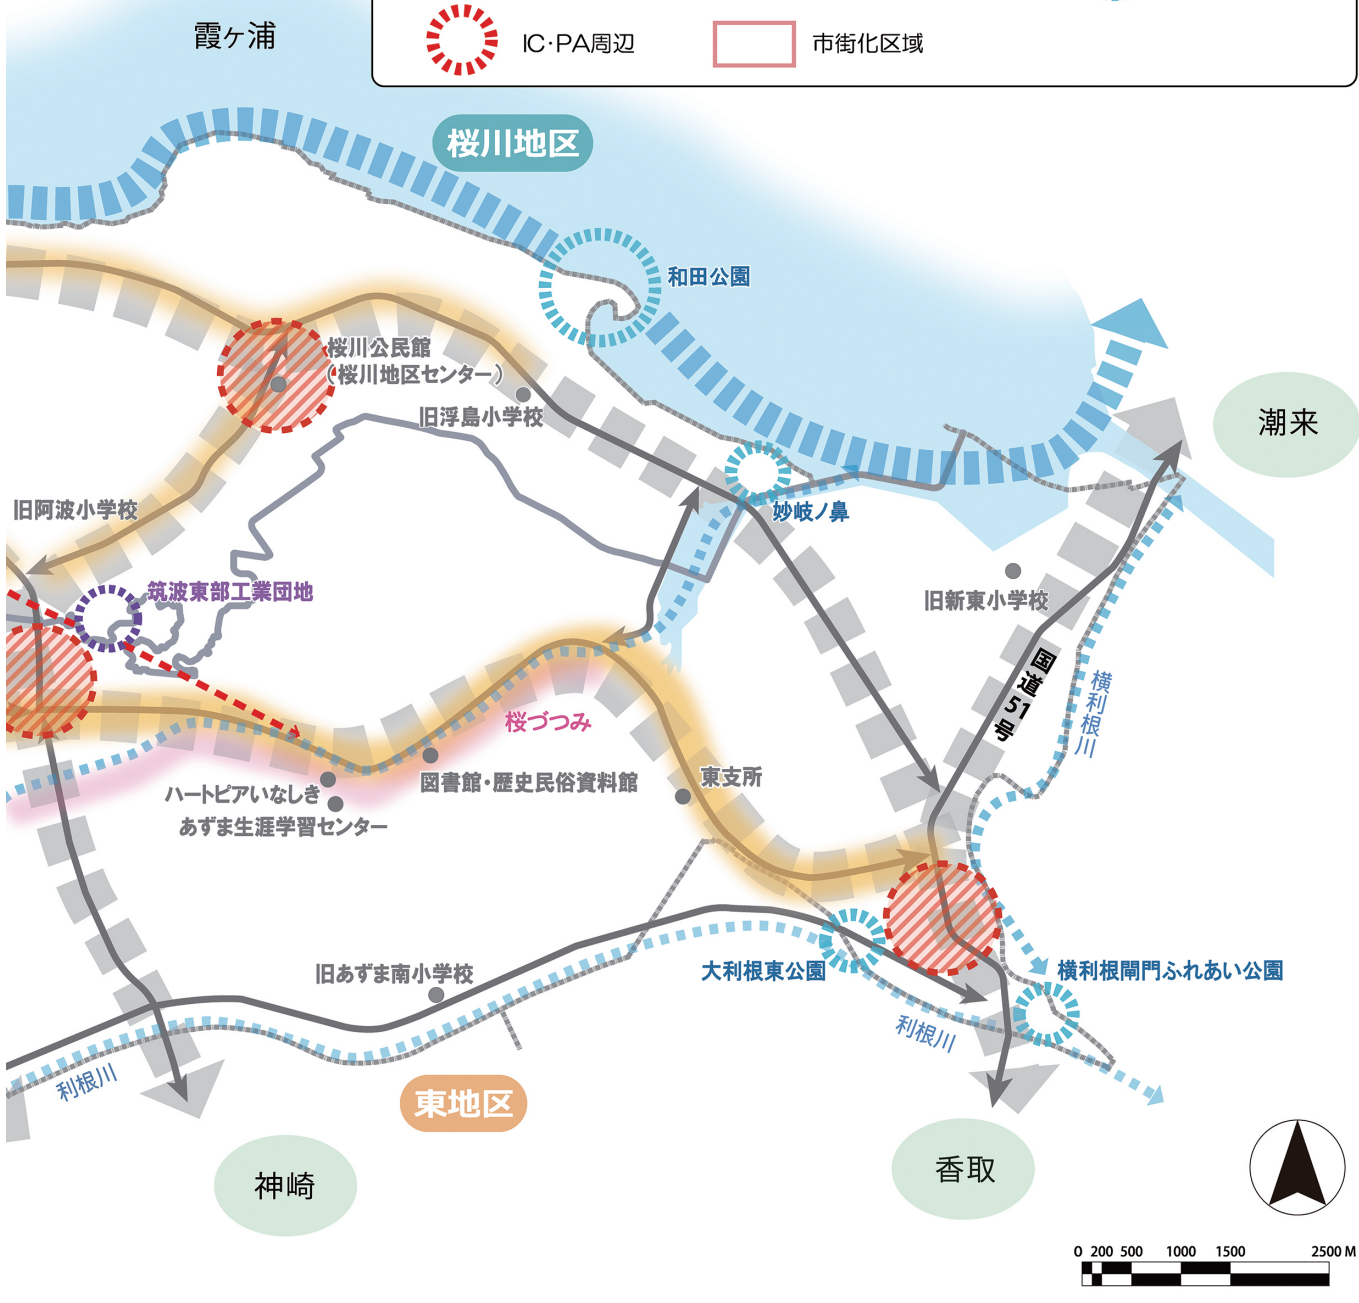 霞ヶ浦
IC・PA周辺
市街化区域
桜川地区
和田公園
桜川公民館
（桜川地区センター）
旧浮島小学校
潮来
旧阿波小学校
妙岐ノ鼻
筑波東部工業団地
旧新東小学校
国道51号
横利根川
桜づつみ
ハートピアいなしき
あずま生涯学習センター
図書館・歴史民俗資料館
東支所
旧あずま南小学校
大利根東公園
横利根閘門ふれあい公園
利根川
利根川
東地区
神崎
香取
0 200 500 1000 1500 2500 M